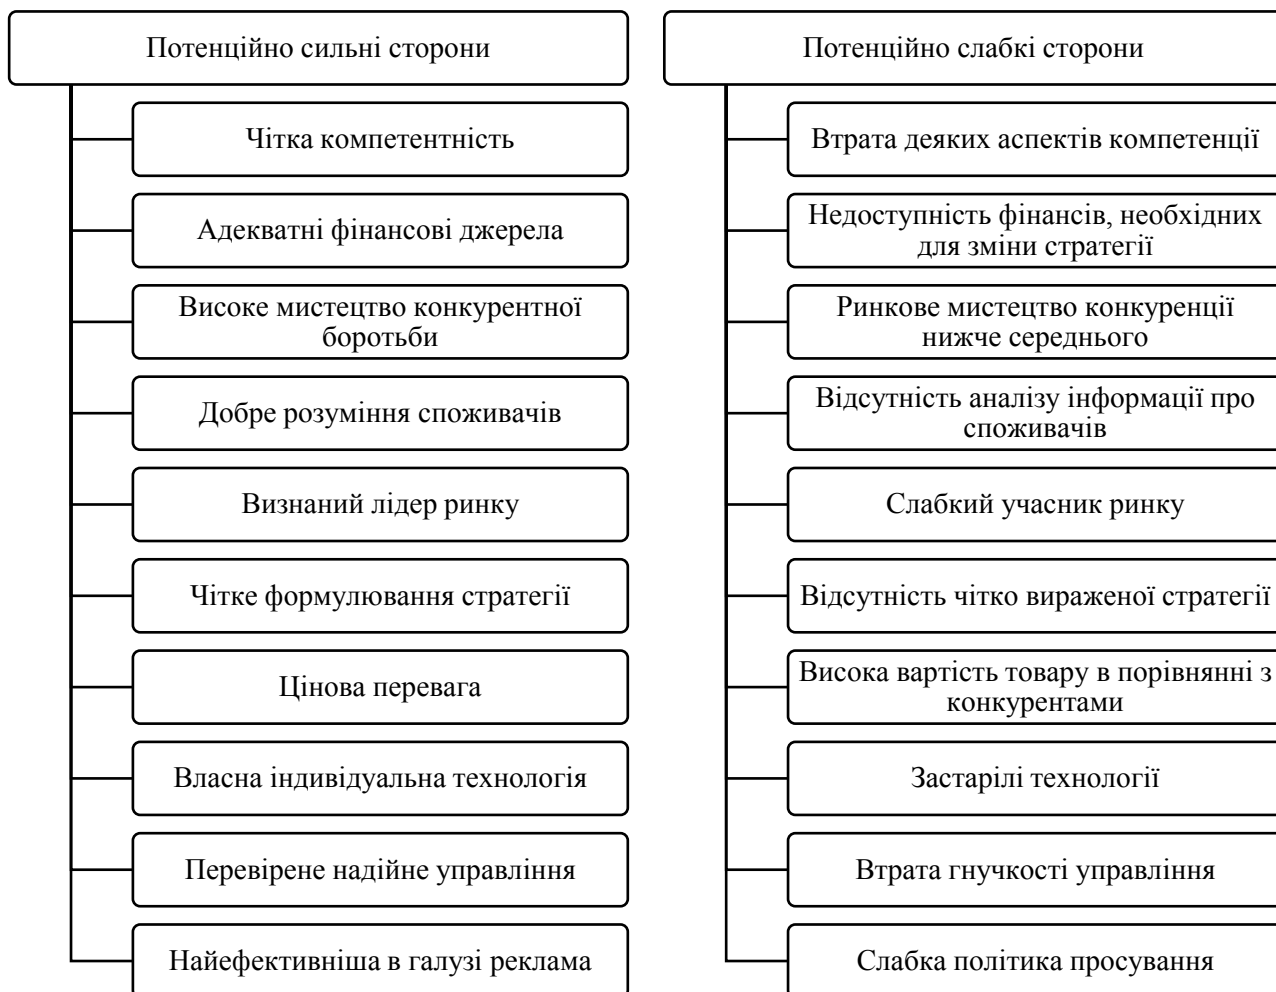 Потенційно сильні сторони
Чітка компетентність
Адекватні фінансові джерела
Високе мистецтво конкурентної
боротьби
Добре розуміння споживачів
Визнаний лідер ринку
Чітке формулювання стратегії
Цінова перевага
Власна індивідуальна технологія
Перевірене надійне управління
Найефективніша в галузі реклама
Потенційно слабкі сторони
Втрата деяких аспектів компетенції
Недоступність фінансів, необхідних
для зміни стратегії
Ринкове мистецтво конкуренції
нижче середнього
Відсутність аналізу інформації про
споживачів
Слабкий учасник ринку
Відсутність чітко вираженої стратегії
Висока вартість товару в порівнянні з
конкурентами
Застарілі технології
Втрата гнучкості управління
Слабка політика просування